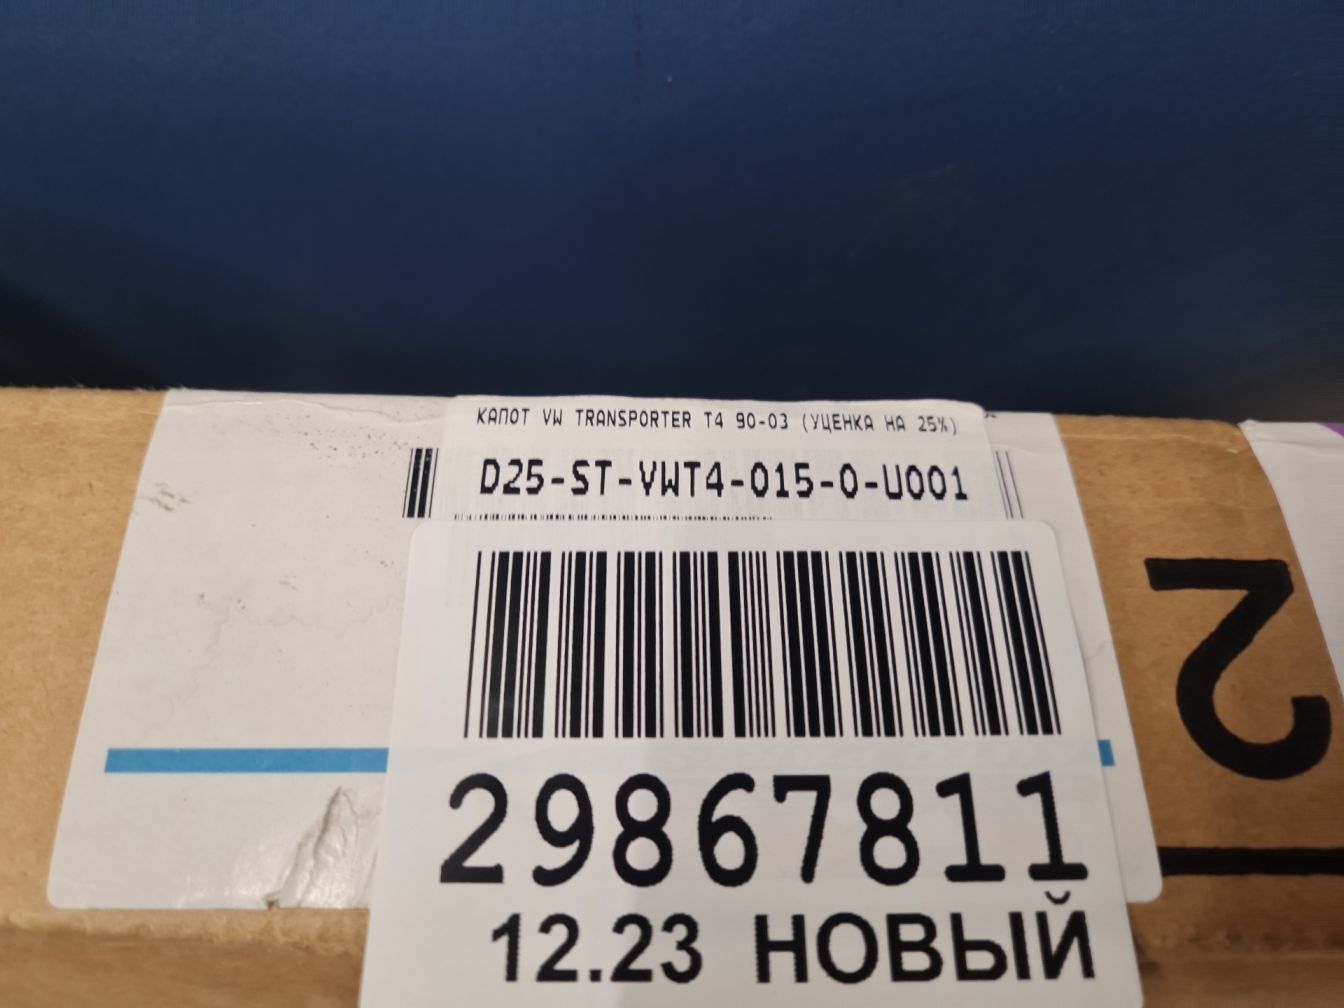 КАПОТ VW TRANSPORTER T4 90-03 (УЦЕНКА НА 25%)
D25-ST-VWT4-015-0-U001
29867811
12.23 НОВЫЙ
2